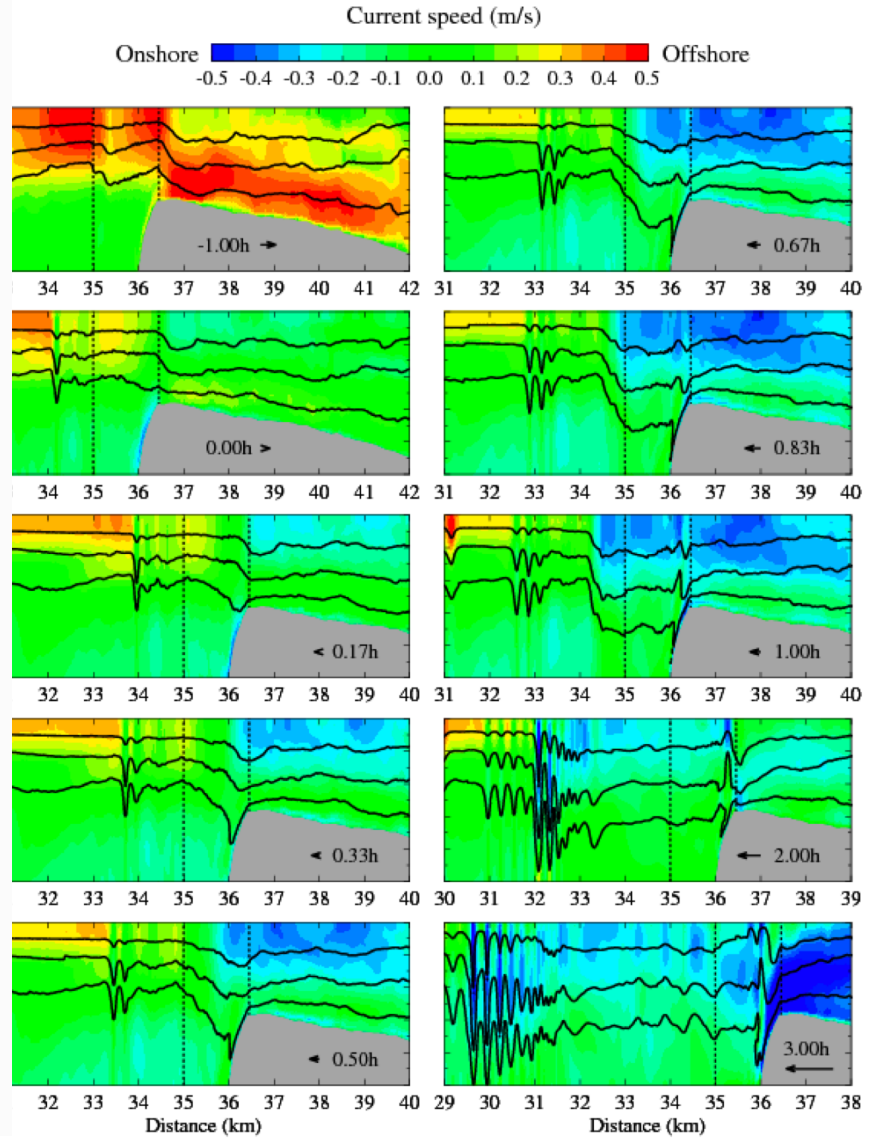 Current speed (m/s)
Onshore Offshore
-0.5 -0.4 -0.3 -0.2 -0.1 0.0 0.1 0.2 0.3 0.4 0.5
-1.00h
34 35 36 37 38 39 40 41 42
0.00h
34 35 36 37 38 39 40 41 42
0.17h
32 33 34 35 36 37 38 39 40
0.33h
32 33 34 35 36 37 38 39 40
0.50h
32 33 34 35 36 37 38 39 40
Distance (km)
0.67h
31 32 33 34 35 36 37 38 39 40
0.83h
31 32 33 34 35 36 37 38 39 40
1.00h
31 32 33 34 35 36 37 38 39 40
2.00h
30 31 32 33 34 35 36 37 38 39
3.00h
29 30 31 32 33 34 35 36 37 38
Distance (km)